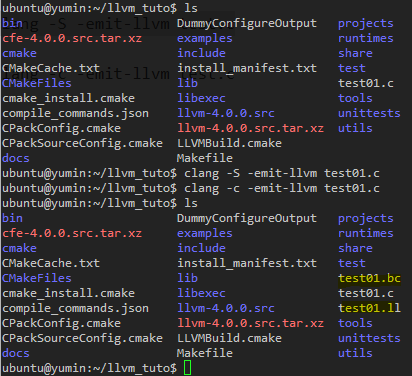 ubuntu@yumin:~/llvm_tuto$ ls
bin DummyConfigureOutput projects
cfe-4.0.0.src.tar.xz examples runtimes
cmake include share
CMakeCache.txt install_manifest.txt test
CMakeFiles lib test01.c
cmake_install.cmake libexec tools
compile_commands.json llvm-4.0.0.src unittests
CPackConfig.cmake llvm-4.0.0.src.tar.xz utils
CPackSourceConfig.cmake LLVMBuild.cmake
docs Makefile
ubuntu@yumin:~/llvm_tuto$ clang -S -emit-llvm test01.c
ubuntu@yumin:~/llvm_tuto$ clang -c -emit-llvm test01.c
ubuntu@yumin:~/llvm_tuto$ ls
bin DummyConfigureOutput projects
cfe-4.0.0.src.tar.xz examples runtimes
cmake include share
CMakeCache.txt install_manifest.txt test
CMakeFiles lib test01.bc
cmake_install.cmake libexec test01.c
compile_commands.json llvm-4.0.0.src test01.ll
CPackConfig.cmake llvm-4.0.0.src.tar.xz tools
CPackSourceConfig.cmake LLVMBuild.cmake unittests
docs Makefile utils
ubuntu@yumin:~/llvm_tuto$